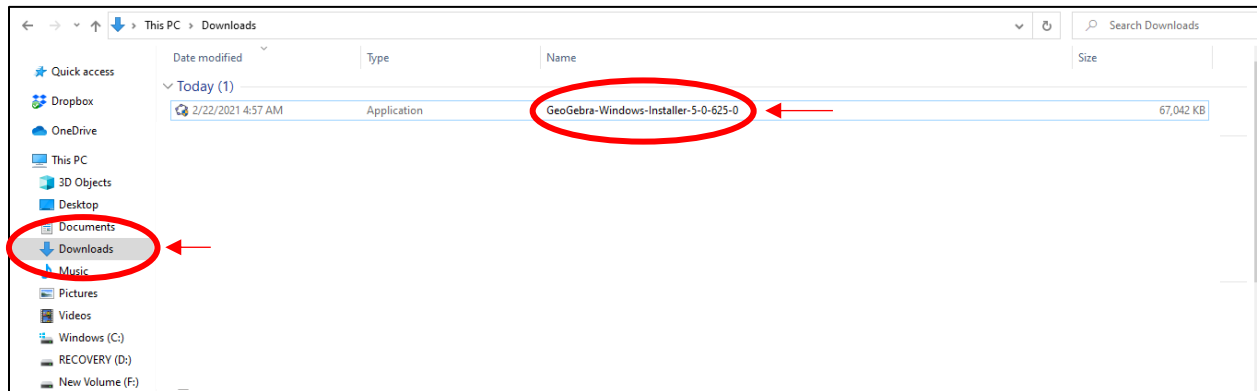 This PC > Downloads
Search Downloads
Date modified Type Name Size
Quick access
Today (1)
Dropbox
2/22/2021 4:57 AM Application GeoGebra-Windows-Installer-5-0-625-0 67,042 KB
OneDrive
This PC
3D Objects
Desktop
Documents
Downloads
Music
Pictures
Videos
Windows (C:)
RECOVERY (D:)
New Volume (F:)